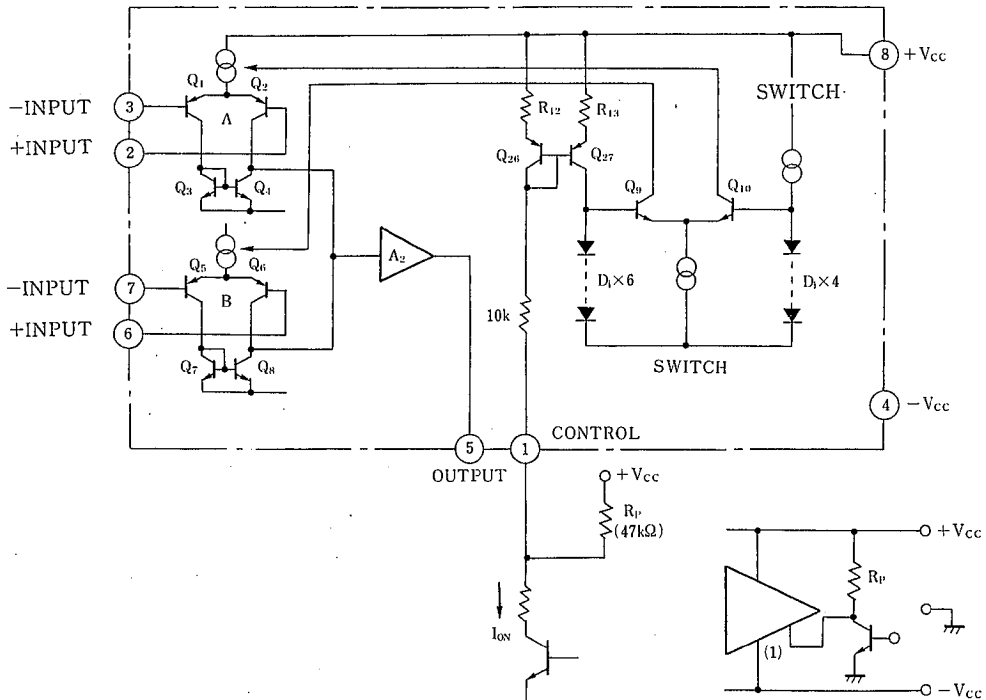 8 +Vcc
SWITCH
Q1 Q2
-INPUT 3
A
R12 R13
+INPUT 2
Q26 Q27
Q3 Q4
Q9 Q10
-INPUT 7
Q5 Q6
A2
B
Di×6
Di×4
+INPUT 6
10k
Q7 Q8
SWITCH
4 -Vcc
CONTROL
5 1
OUTPUT
+Vcc
RP
(47kΩ)
+Vcc
RP
ION
(1)
-Vcc